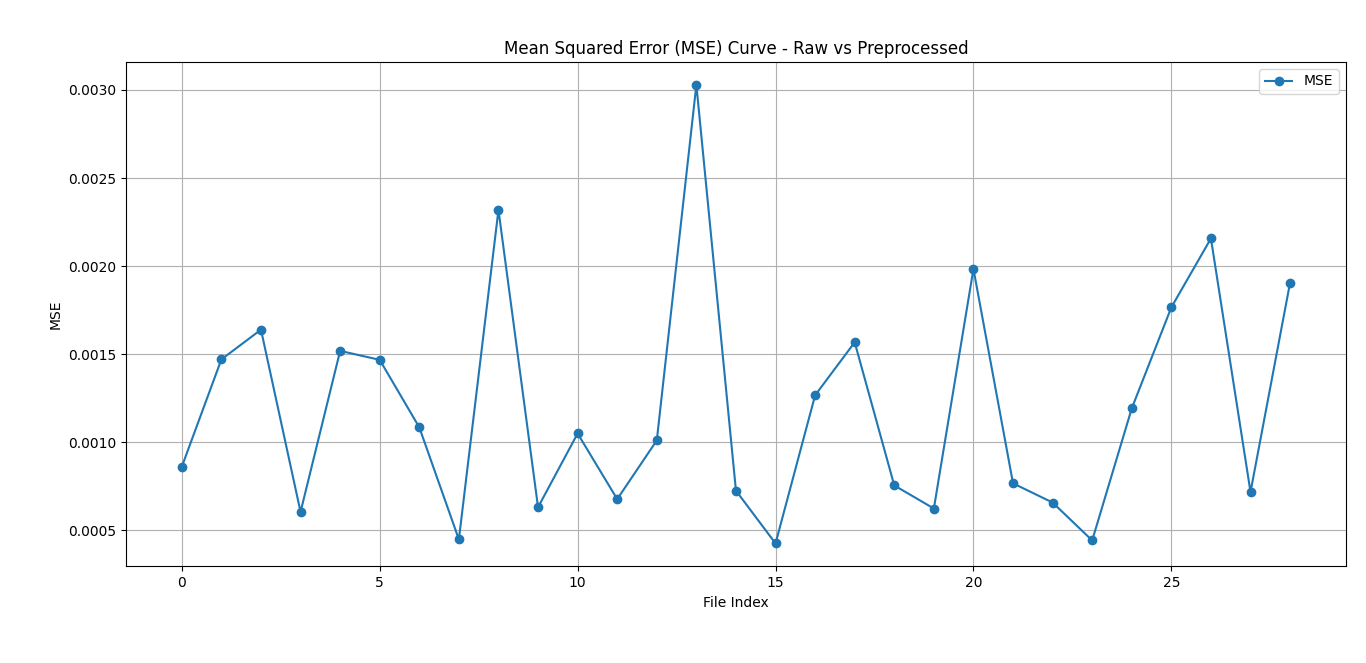 Mean Squared Error (MSE) Curve - Raw vs Preprocessed
MSE
0.0030
0.0025
0.0020
0.0015
0.0010
0.0005
MSE
0 5 10 15 20 25
File Index